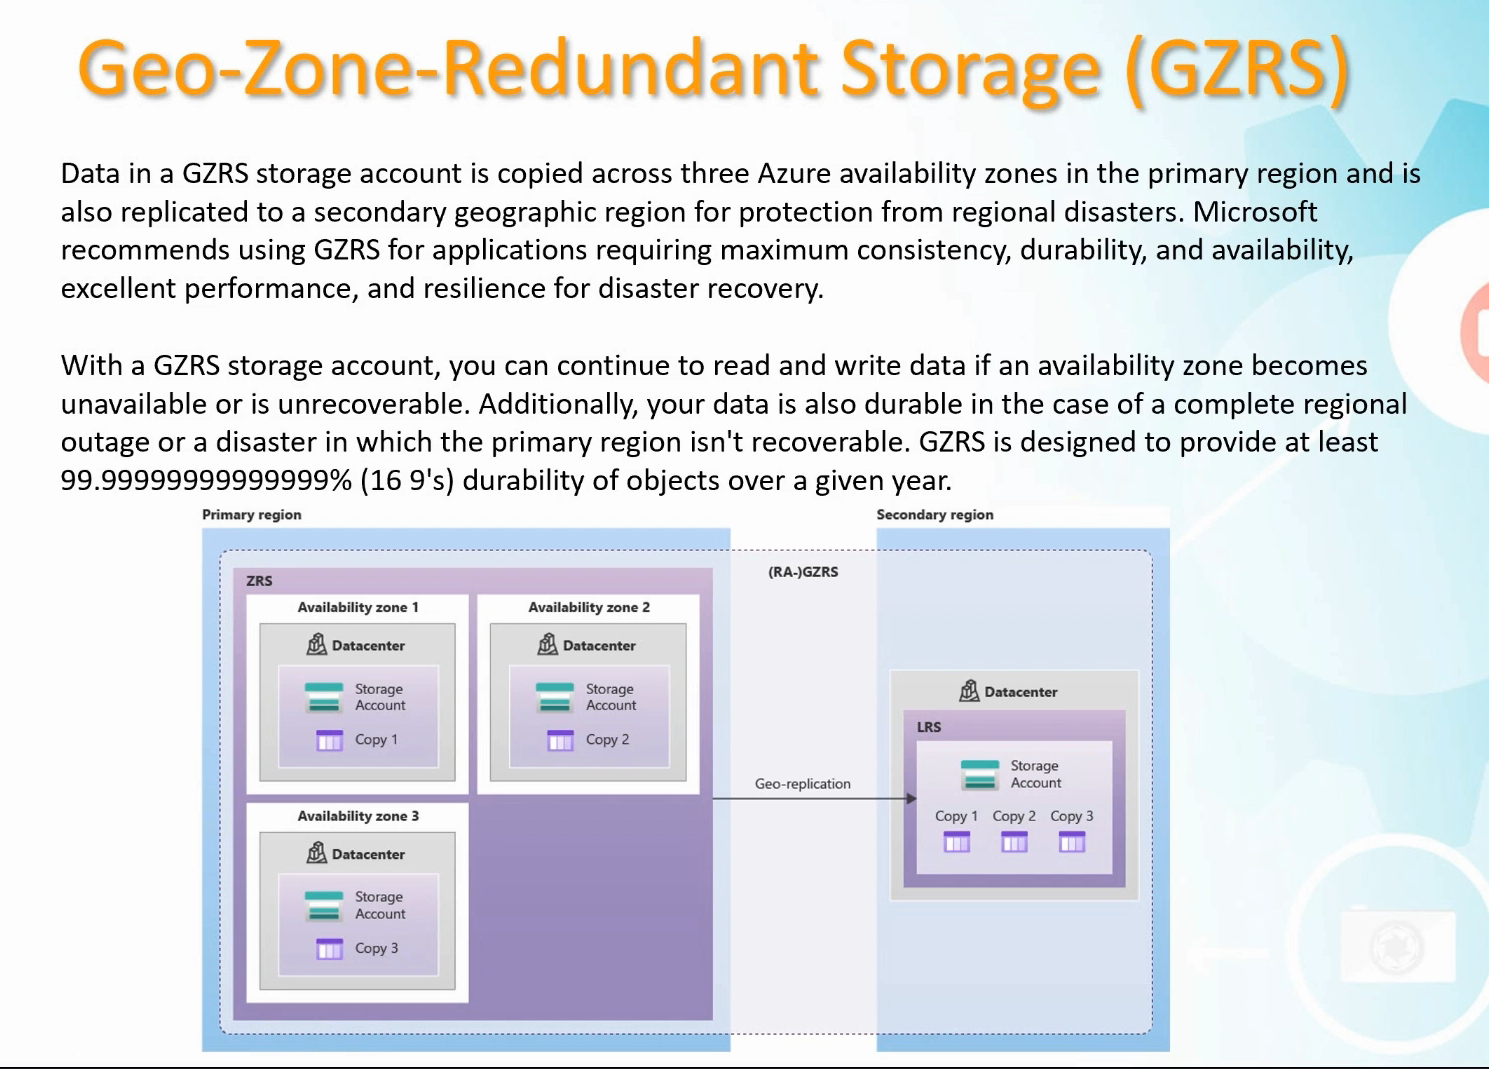 Geo-Zone-Redundant Storage (GZRS)
Data in a GZRS storage account is copied across three Azure availability zones in the primary region and is
also replicated to a secondary geographic region for protection from regional disasters. Microsoft
recommends using GZRS for applications requiring maximum consistency, durability, and availability,
excellent performance, and resilience for disaster recovery.
With a GZRS storage account, you can continue to read and write data if an availability zone becomes
unavailable or is unrecoverable. Additionally, your data is also durable in the case of a complete regional
outage or a disaster in which the primary region isn't recoverable. GZRS is designed to provide at least
99.99999999999999% (16 9's) durability of objects over a given year.
Primary region
Secondary region
(RA-)GZRS
ZRS
Availability zone 1
Datacenter
Storage
Account
Copy 1
Availability zone 2
Datacenter
Storage
Account
Copy 2
Availability zone 3
Datacenter
Storage
Account
Copy 3
Geo-replication
Datacenter
LRS
Storage
Account
Copy 1 Copy 2 Copy 3